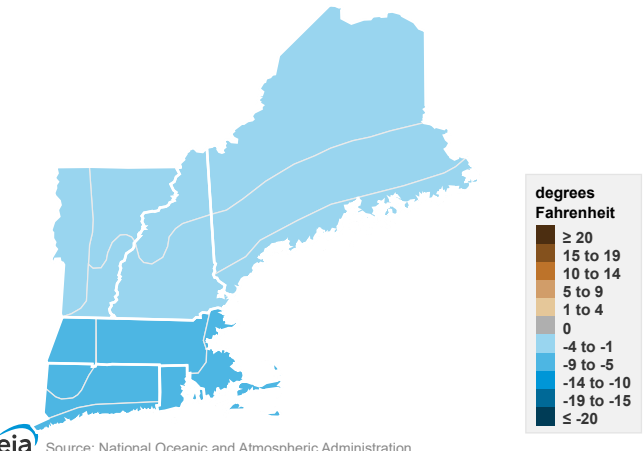 degrees
Fahrenheit
≥ 20
15 to 19
10 to 14
5 to 9
1 to 4
0
-4 to -1
-9 to -5
-14 to -10
-19 to -15
≤ -20
eia
Source: National Oceanic and Atmospheric Administration